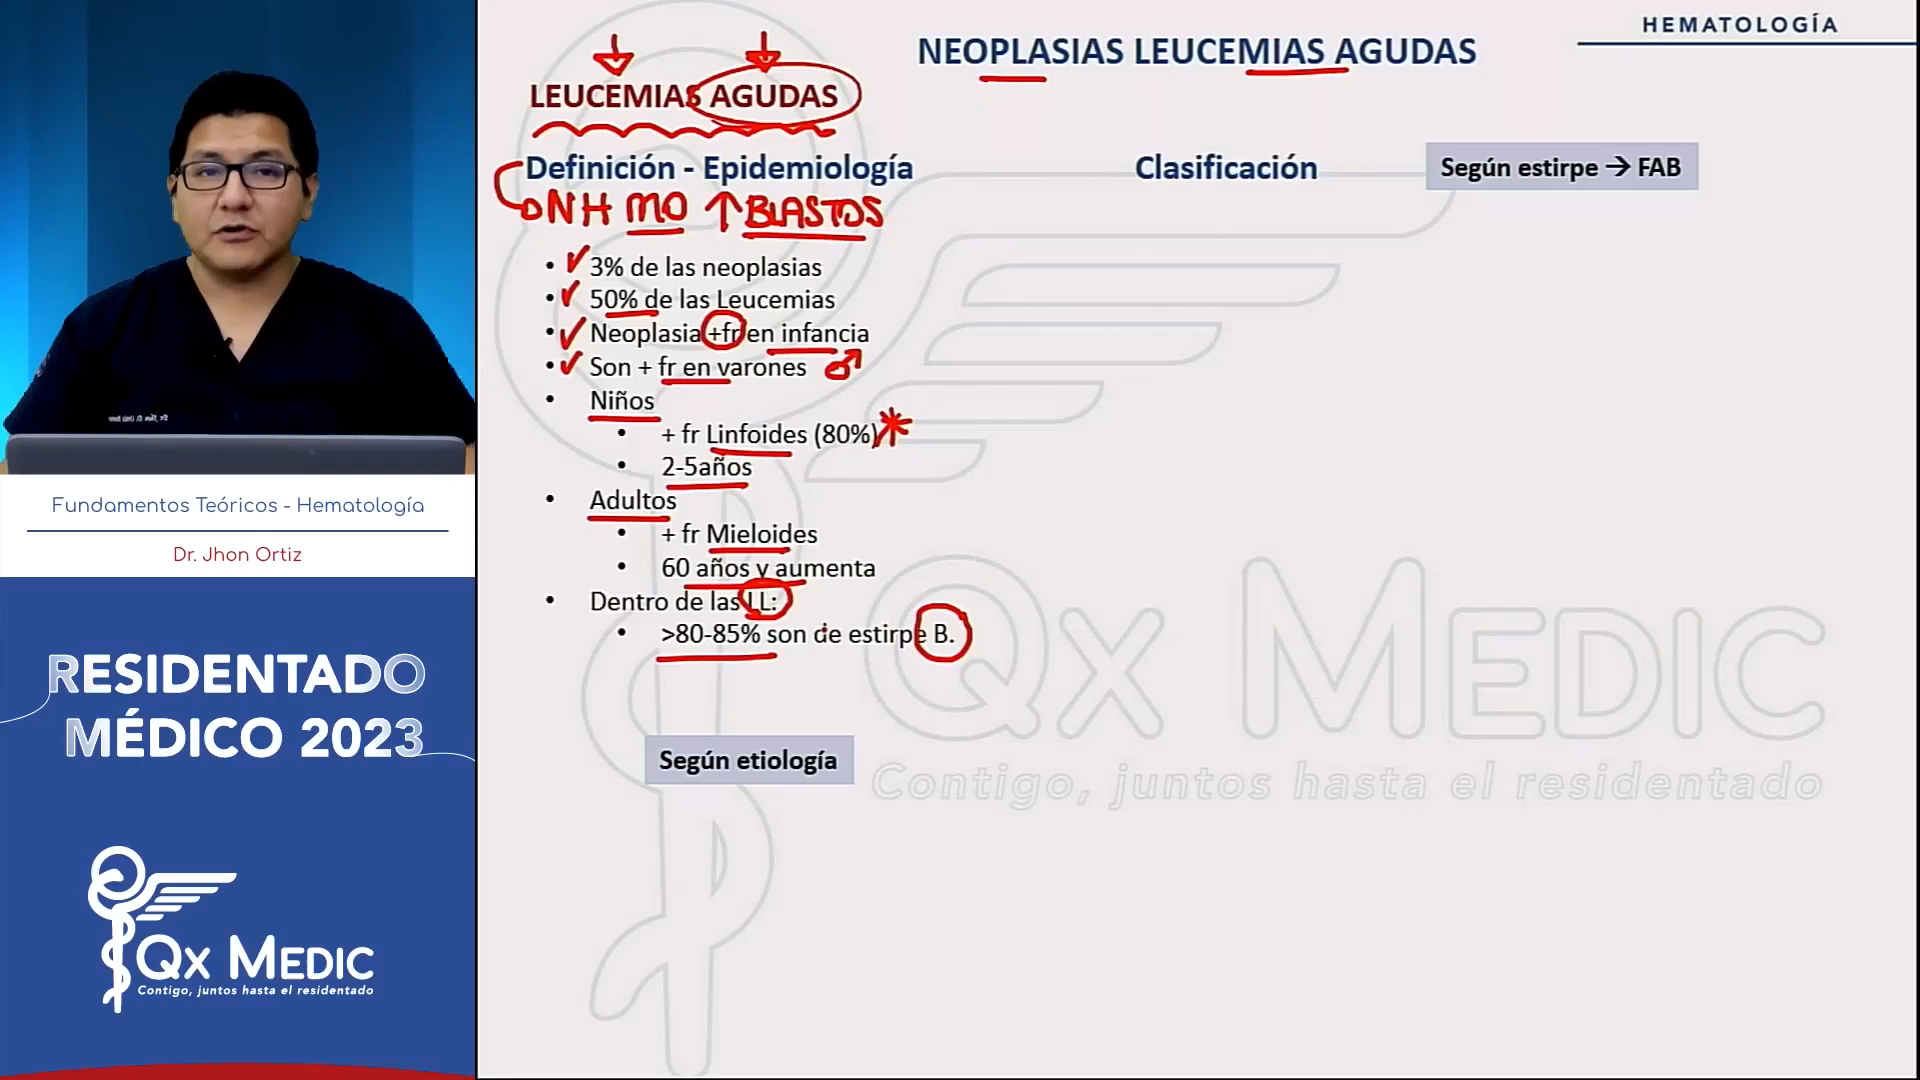 HEMATOLOGÍA
NEOPLASIAS LEUCEMIAS AGUDAS
LEUCEMIAS AGUDAS
Definición - Epidemiología
NH MO ↑ BLASTOS
• 3% de las neoplasias
• 50% de las Leucemias
• Neoplasia +fr en infancia
• Son + fr en varones ♂
• Niños
• + fr Linfoides (80%) *
• 2-5años
• Adultos
• + fr Mieloides
• 60 años y aumenta
• Dentro de las LL:
• >80-85% son de estirpe B.
Según etiología
Clasificación
Según estirpe → FAB
Fundamentos Teóricos - Hematología
Dr. Jhon Ortiz
RESIDENTADO
MÉDICO 2023
QX MEDIC
Contigo, juntos hasta el residentado
QX MEDIC
Contigo, juntos hasta el residentado